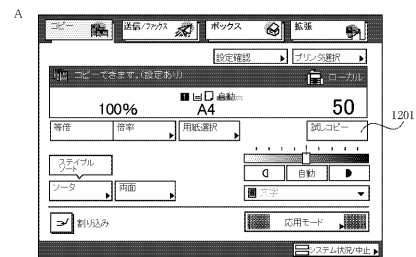 A
コピー 送信/ファクス ボックス 拡張
設定確認 プリンタ選択
コピーできます。(設定あり) ローカル
1 自動
100% A4 50
等倍 倍率 用紙選択 試しコピー 1201
ステイプル
ソート
自動
ソータ 両面
文字
割り込み 応用モード
システム状況/中止